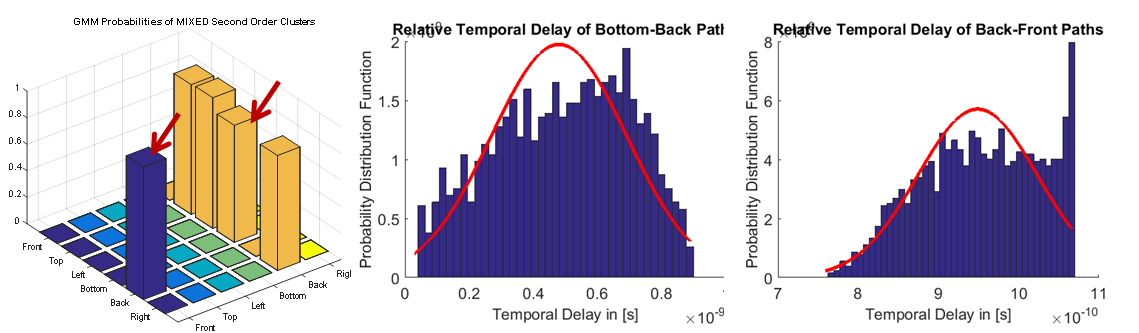 GMM Probabilities of MIXED Second Order Clusters
1
0.8
0.6
0.4
0.2
0
Front
Top
Left
Bottom
Back
Right
Front
Top
Left
Bottom
Back
Righ
Relative Temporal Delay of Bottom-Back Path
Probability Distribution Function
2
1.5
1
0.5
0
0
0.2
0.4
0.6
0.8
×10^-9
Temporal Delay in [s]
Relative Temporal Delay of Back-Front Paths
Probability Distribution Function
8
6
4
2
0
7
8
9
10
11
×10^-10
Temporal Delay in [s]